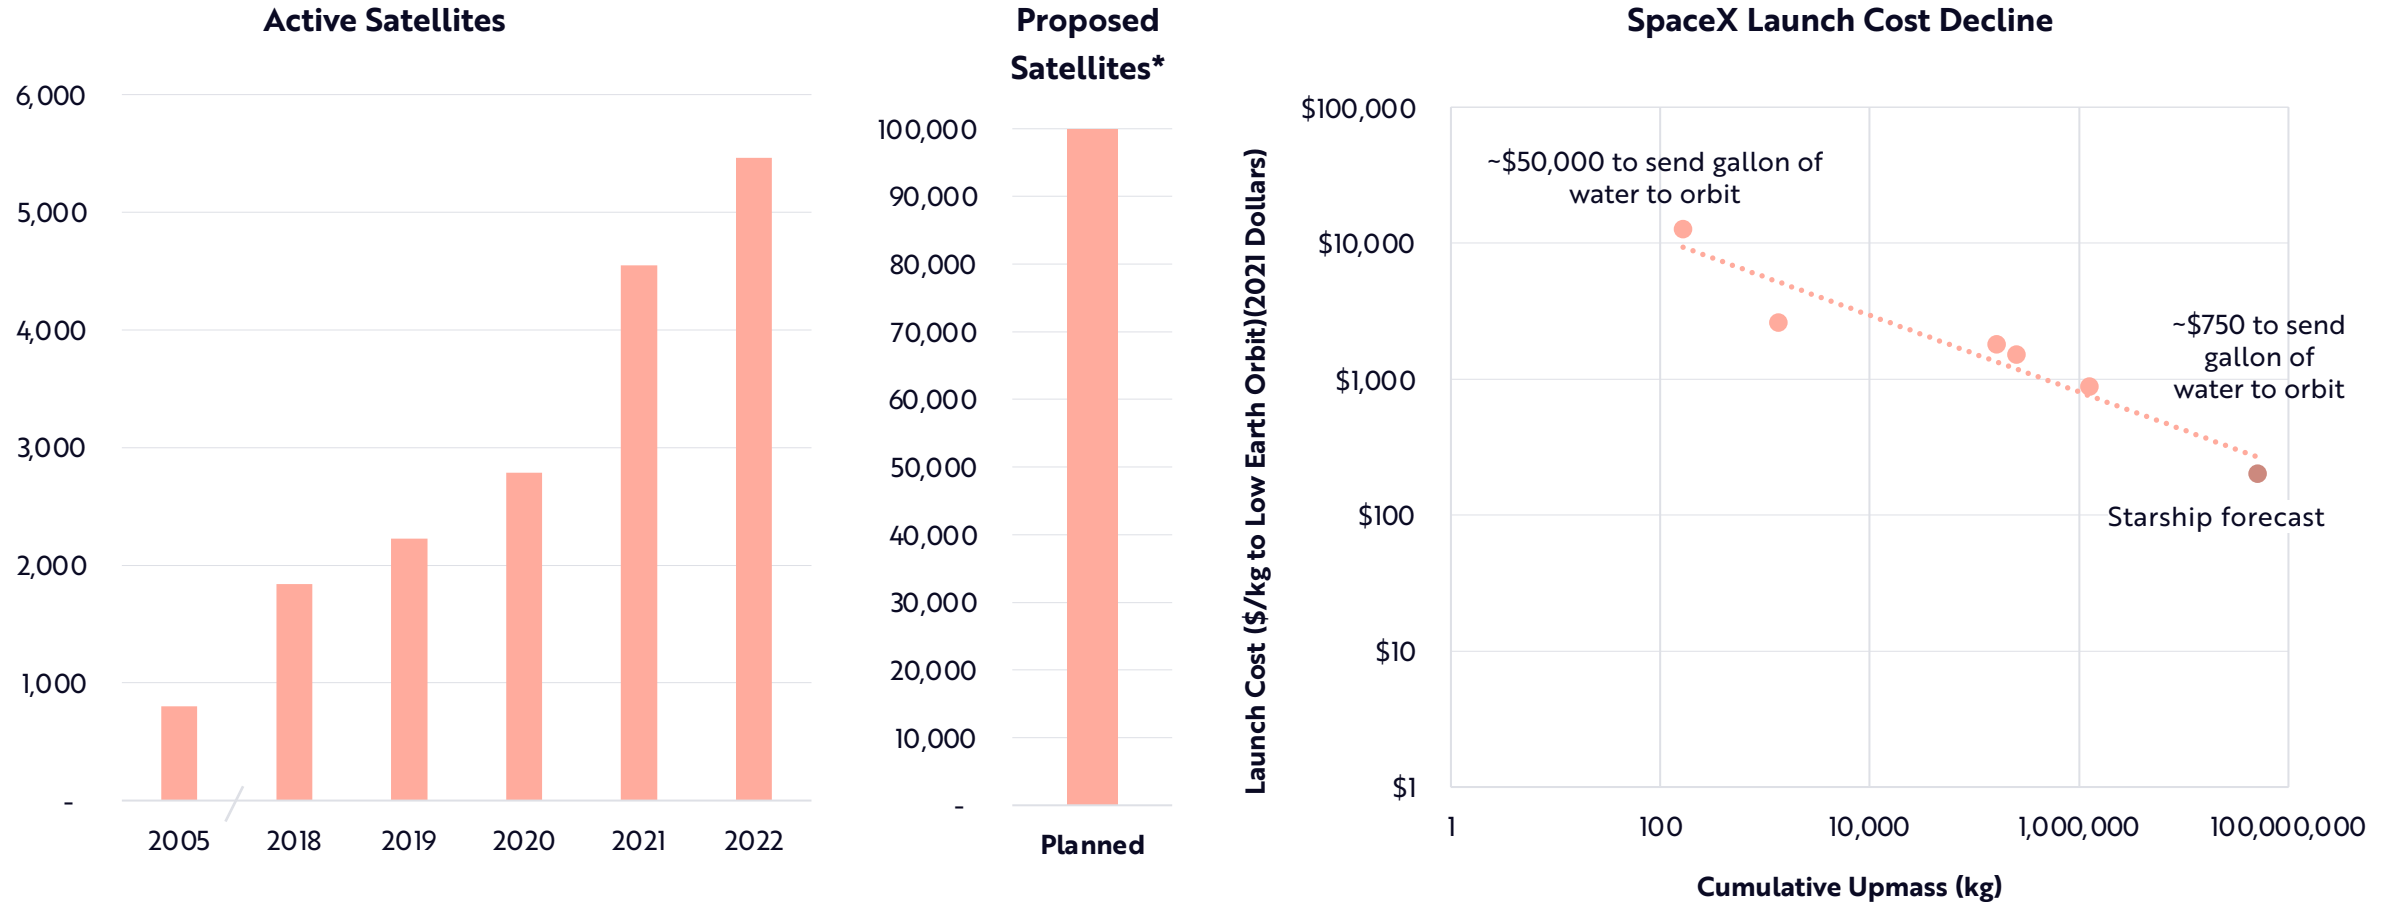 Active Satellites
6,000
5,000
4,000
3,000
2,000
1,000
-
2005
2018
2019
2020
2021
2022
Proposed
Satellites*
100,000
90,000
80,000
70,000
60,000
50,000
40,000
30,000
20,000
10,000
-
Planned
SpaceX Launch Cost Decline
Launch Cost ($/kg to Low Earth Orbit)(2021 Dollars)
$100,000
$10,000
$1,000
$100
$10
$1
~$50,000 to send gallon of
water to orbit
~$750 to send
gallon of
water to orbit
Starship forecast
1
100
10,000
1,000,000
100,000,000
Cumulative Upmass (kg)